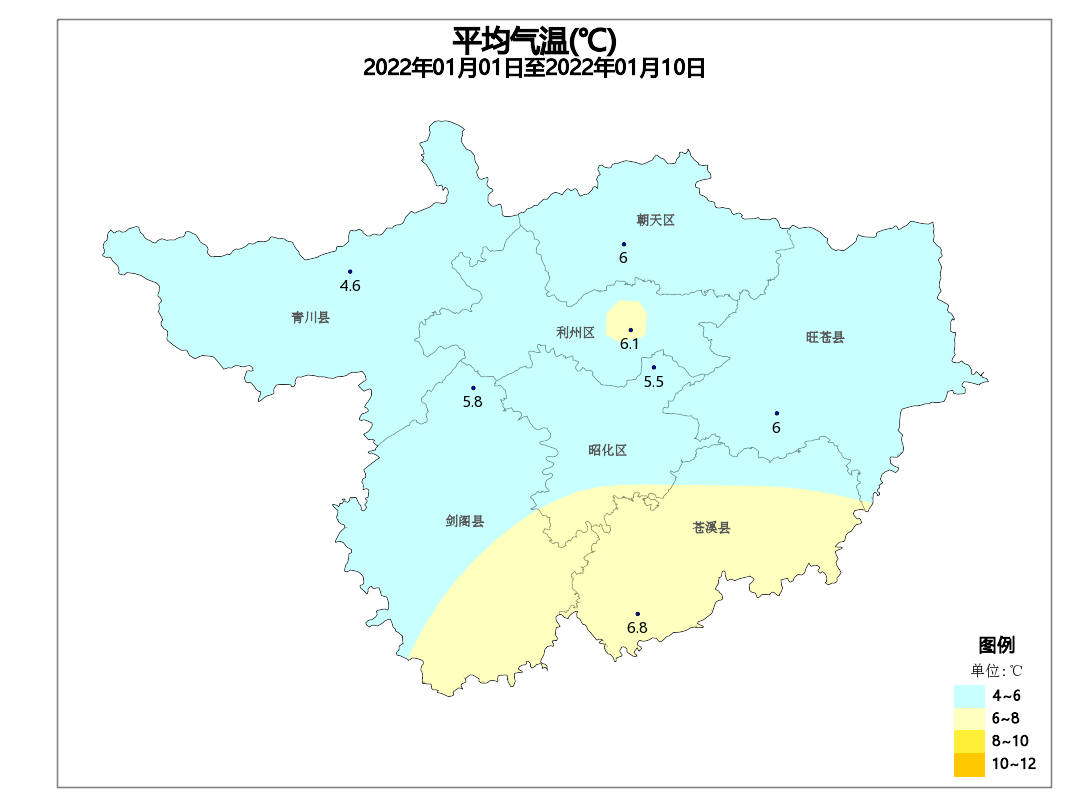 平均气温(℃)
2022年01月01日至2022年01月10日
朝天区
6
4.6
青川县
利州区
6.1
旺苍县
5.5
5.8
6
昭化区
剑阁县
苍溪县
6.8
图例
单位:℃
4~6
6~8
8~10
10~12